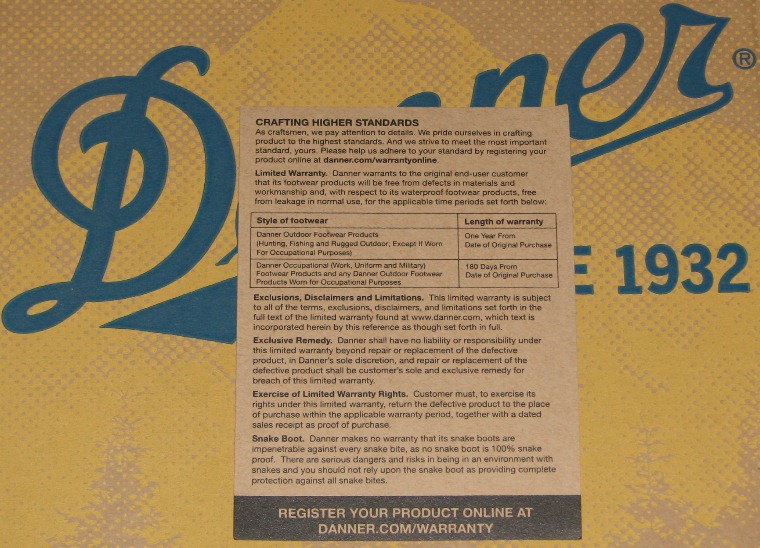 Danner®
CRAFTING HIGHER STANDARDS
As craftsmen, we pay attention to details. We pride ourselves in crafting
product to the highest standards. And we strive to meet the most important
standard, yours. Please help us adhere to your standard by registering your
product online at danner.com/warrantyonline.
Limited Warranty. Danner warrants to the original end-user customer
that its footwear products will be free from defects in materials and
workmanship and, with respect to its waterproof footwear products, free
from leakage in normal use, for the applicable time periods set forth below:
Style of footwear Length of warranty
Danner Outdoor Footwear Products One Year From
(Hunting, Fishing and Rugged Outdoor, Except If Worn Date of Original Purchase
For Occupational Purposes)
Danner Occupational (Work, Uniform and Military) 180 Days From
Footwear Products and any Danner Outdoor Footwear Date of Original Purchase
Products Worn for Occupational Purposes
E 1932
Exclusions, Disclaimers and Limitations. This limited warranty is subject
to all of the terms, exclusions, disclaimers, and limitations set forth in the
full text of the limited warranty found at www.danner.com, which text is
incorporated herein by this reference as though set forth in full.
Exclusive Remedy. Danner shall have no liability or responsibility under
this limited warranty beyond repair or replacement of the defective
product, in Danner's sole discretion, and repair or replacement of the
defective product shall be customer's sole and exclusive remedy for
breach of this limited warranty.
Exercise of Limited Warranty Rights. Customer must, to exercise its
rights under this limited warranty, return the defective product to the place
of purchase within the applicable warranty period, together with a dated
sales receipt as proof of purchase.
Snake Boot. Danner makes no warranty that its snake boots are
impenetrable against every snake bite, as no snake boot is 100% snake
proof. There are serious dangers and risks in being in an environment with
snakes and you should not rely upon the snake boot as providing complete
protection against all snake bites.
REGISTER YOUR PRODUCT ONLINE AT
DANNER.COM/WARRANTY